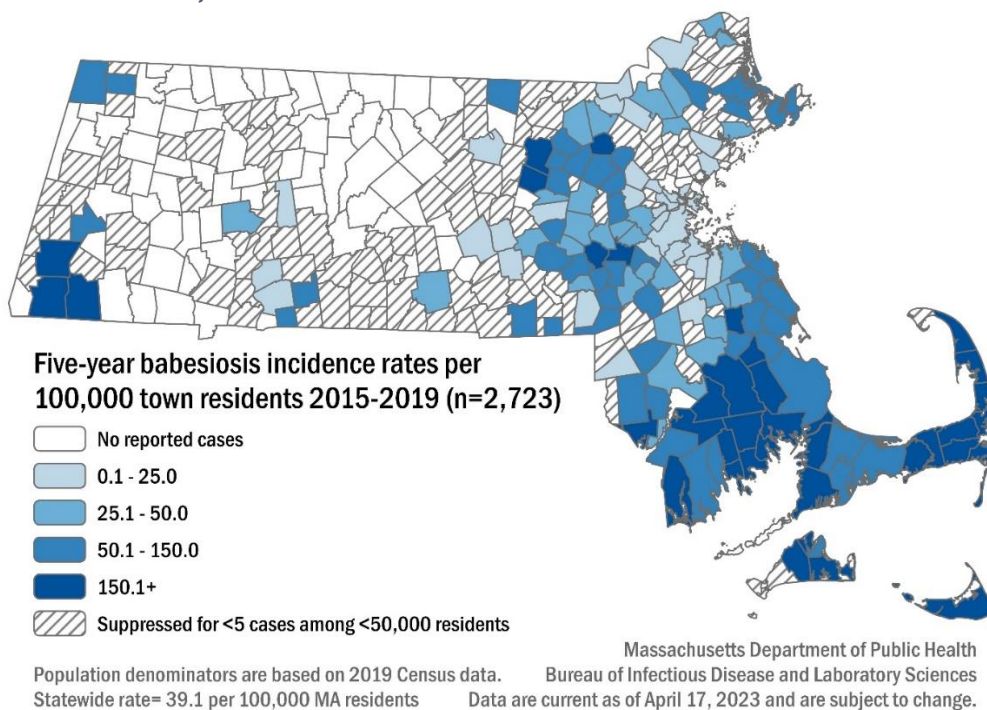 Five-year babesiosis incidence rates per
100,000 town residents 2015-2019 (n=2,723)
No reported cases
0.1 - 25.0
25.1 - 50.0
50.1 - 150.0
150.1+
Suppressed for <5 cases among <50,000 residents
Massachusetts Department of Public Health
Population denominators are based on 2019 Census data. Bureau of Infectious Disease and Laboratory Sciences
Statewide rate= 39.1 per 100,000 MA residents Data are current as of April 17, 2023 and are subject to change.